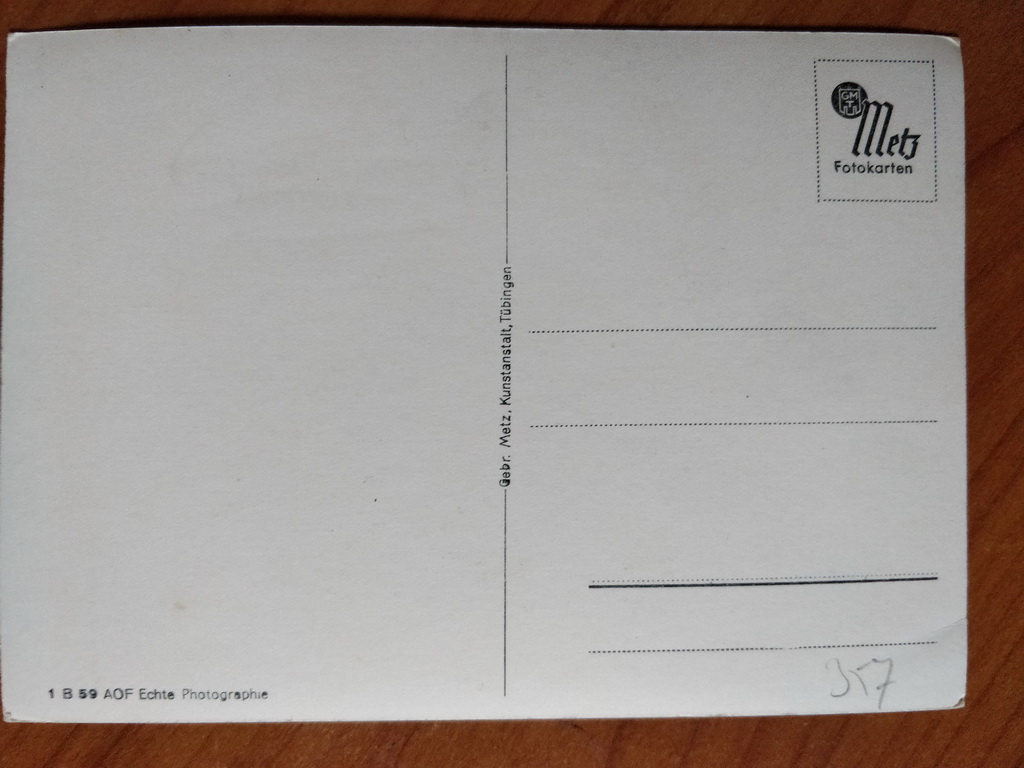 GMT
Metz
Fotokarten
Gebr. Metz, Kunstanstalt, Tübingen
1 B 59 AOF Echte Photographie
357